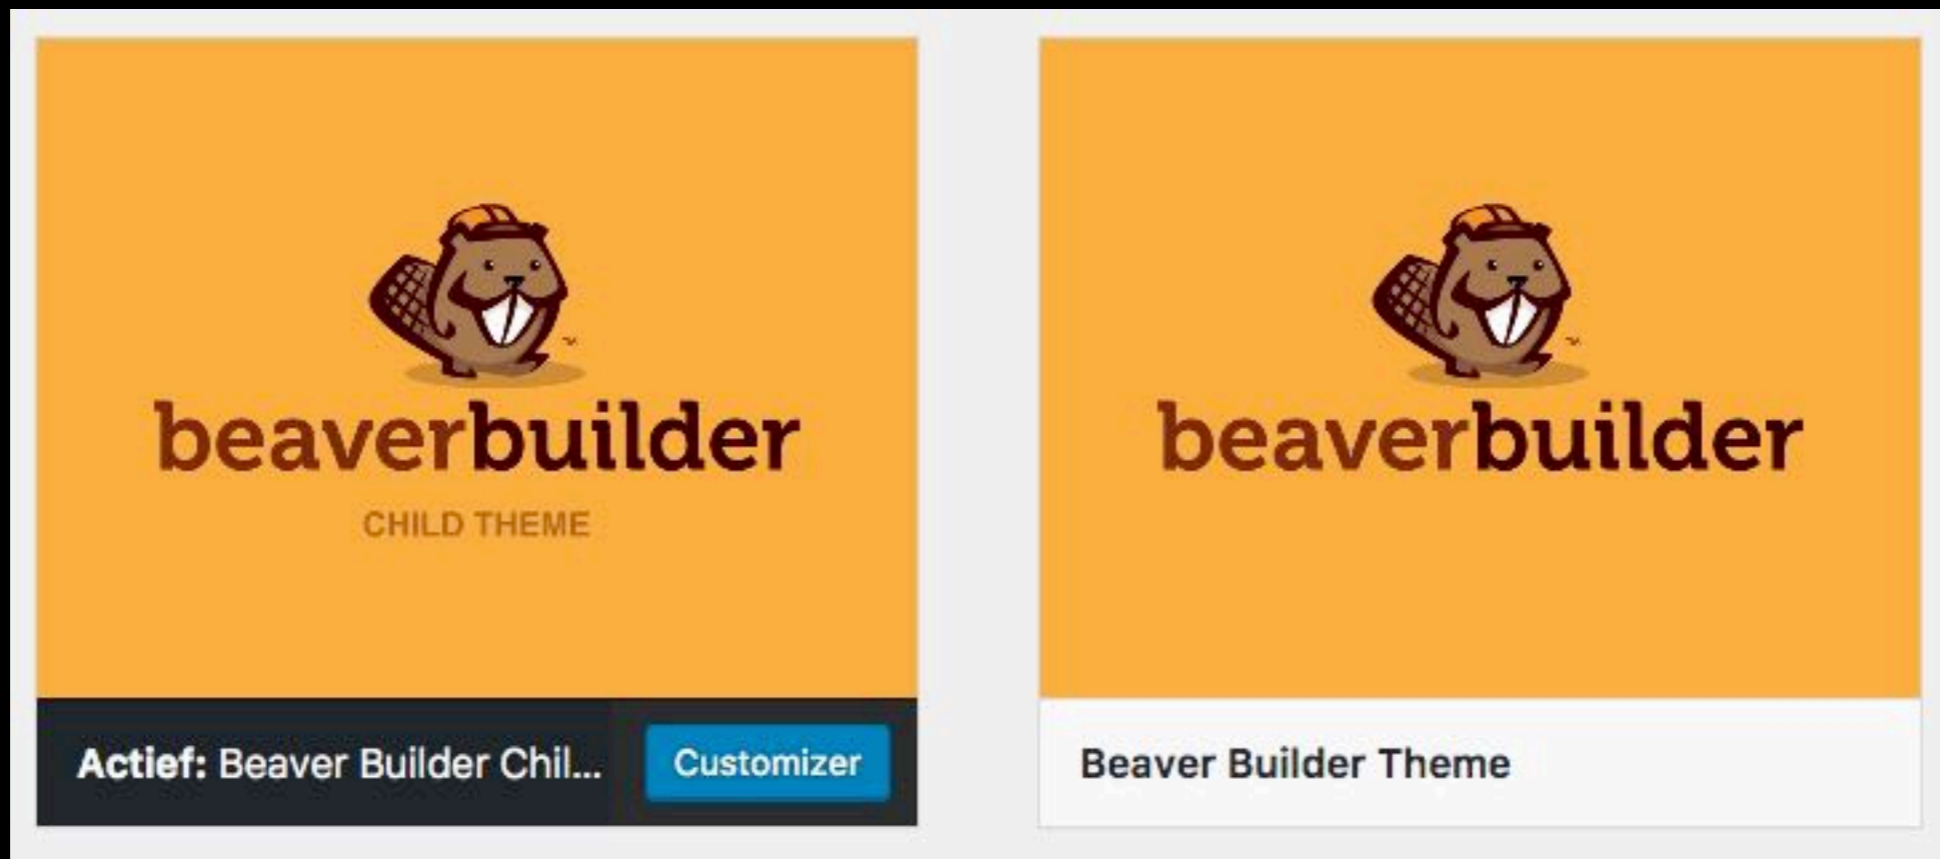 beaverbuilder
CHILD THEME
Actief: Beaver Builder Chil...
Customizer
beaverbuilder
Beaver Builder Theme